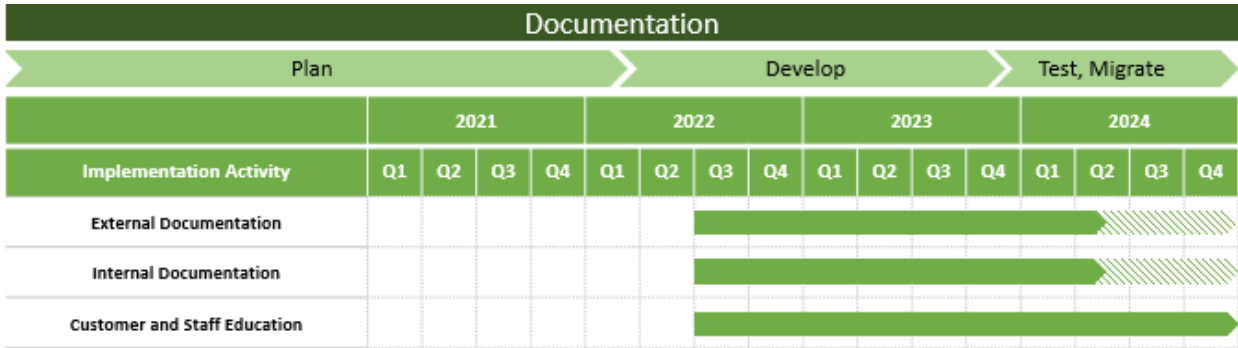 Documentation
Plan Develop Test, Migrate
2021 2022 2023 2024
Implementation Activity Q1 Q2 Q3 Q4 Q1 Q2 Q3 Q4 Q1 Q2 Q3 Q4 Q1 Q2 Q3 Q4
External Documentation
Internal Documentation
Customer and Staff Education